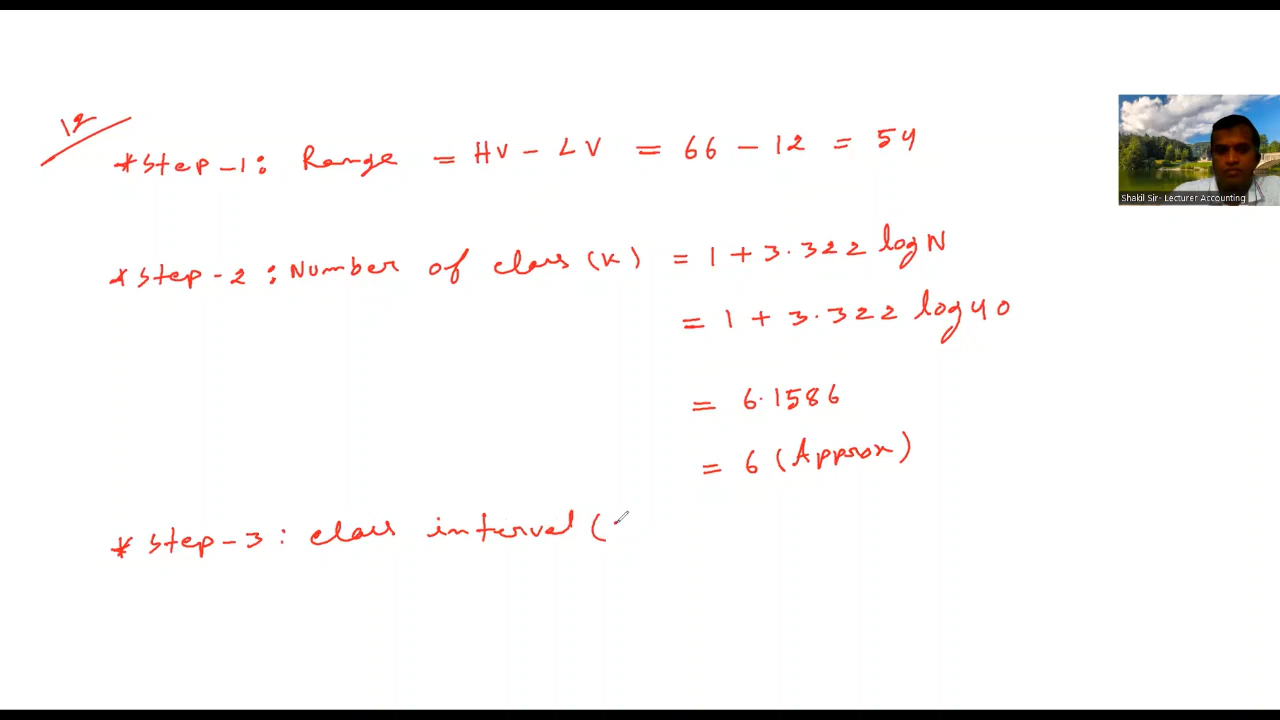 12
*Step-1: Range = HV - LV = 66 - 12 = 54
*Step-2: Number of class (K) = 1 + 3.322 log N
= 1 + 3.322 log 40
= 6.1586
= 6 (Approx)
*Step-3: class interval (
Shakil Sir- Lecturer Accounting